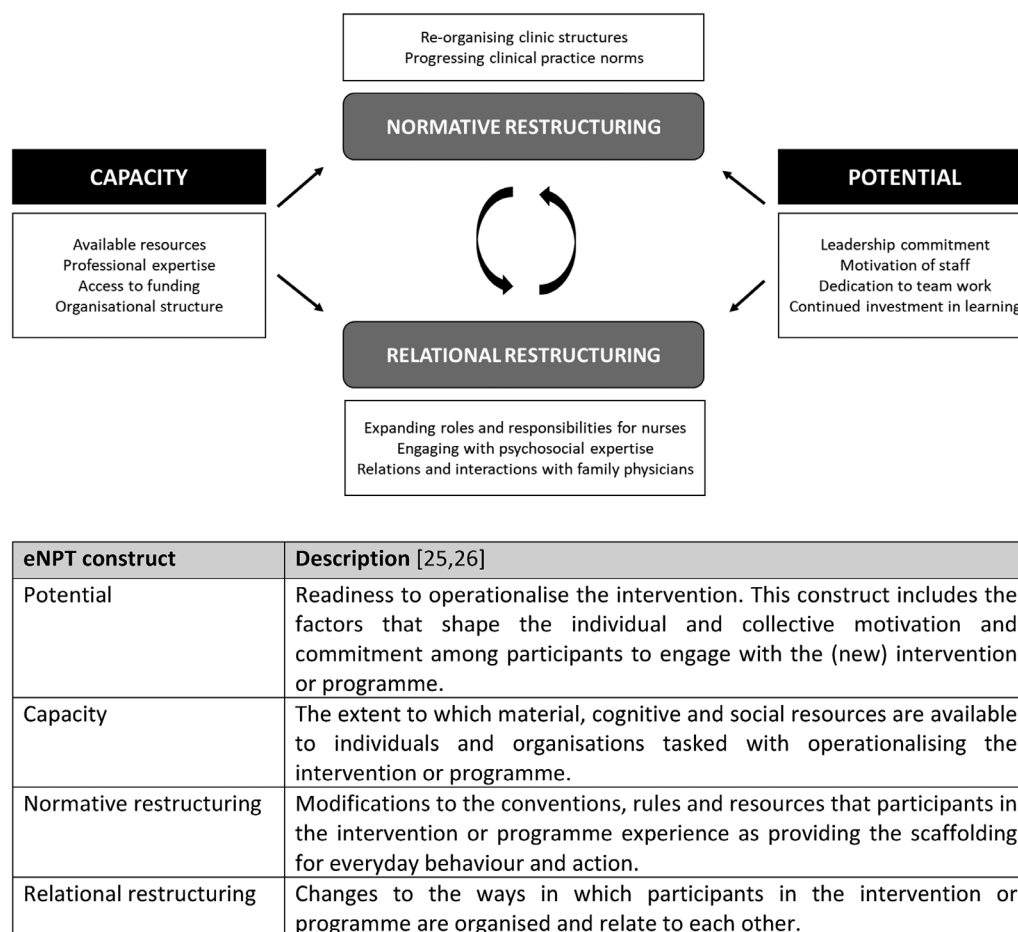 Re-organising clinic structures
Progressing clinical practice norms
NORMATIVE RESTRUCTURING
CAPACITY
Available resources
Professional expertise
Access to funding
Organisational structure
POTENTIAL
Leadership commitment
Motivation of staff
Dedication to team work
Continued investment in learning
RELATIONAL RESTRUCTURING
Expanding roles and responsibilities for nurses
Engaging with psychosocial expertise
Relations and interactions with family physicians
eNPT construct
Description [25,26]
Potential
Readiness to operationalise the intervention. This construct includes the
factors that shape the individual and collective motivation and
commitment among participants to engage with the (new) intervention
or programme.
Capacity
The extent to which material, cognitive and social resources are available
to individuals and organisations tasked with operationalising the
intervention or programme.
Normative restructuring
Modifications to the conventions, rules and resources that participants in
the intervention or programme experience as providing the scaffolding
for everyday behaviour and action.
Relational restructuring
Changes to the ways in which participants in the intervention or
programme are organised and relate to each other.